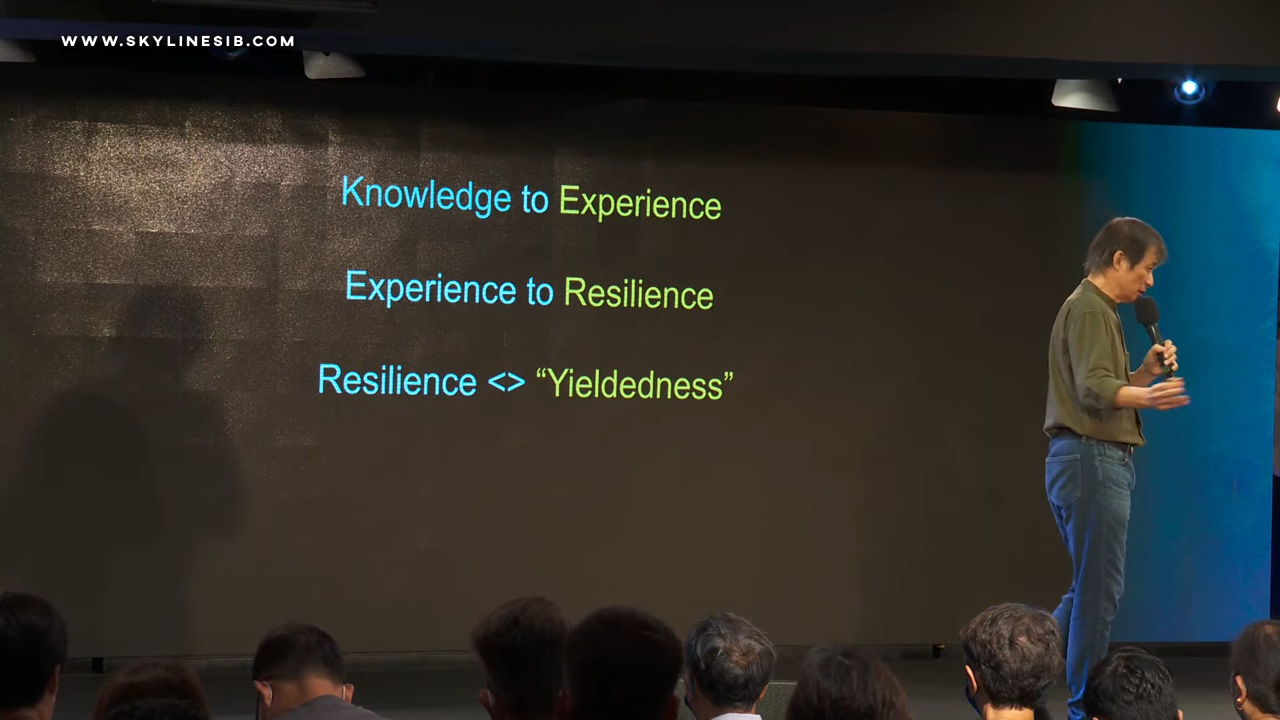 WWW.SKYLINESIB.COM
Knowledge to Experience
Experience to Resilience
Resilience <> “Yieldedness”